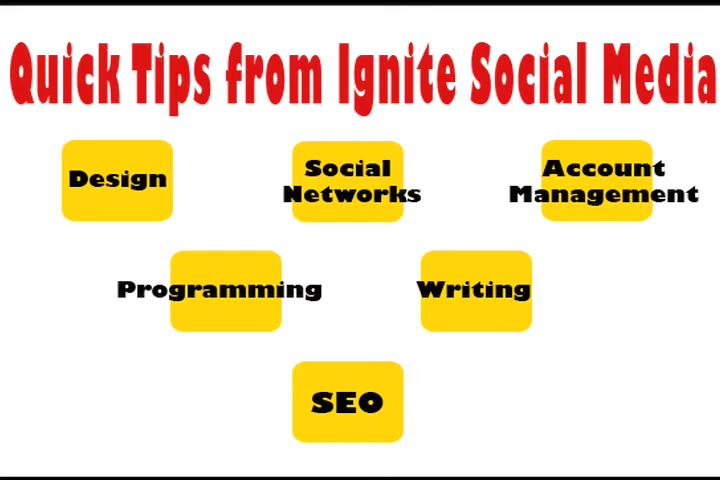 Quick Tips from Ignite Social Media
Design
Social
Networks
Account
Management
Programming
Writing
SEO